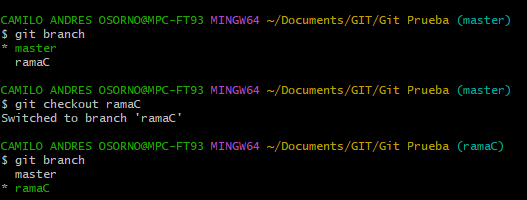 CAMILO ANDRES OSORNO@MPC-FT93 MINGW64 ~/Documents/GIT/Git Prueba (master)
$ git branch
* master
  ramaC
CAMILO ANDRES OSORNO@MPC-FT93 MINGW64 ~/Documents/GIT/Git Prueba (master)
$ git checkout ramaC
Switched to branch 'ramaC'
CAMILO ANDRES OSORNO@MPC-FT93 MINGW64 ~/Documents/GIT/Git Prueba (ramaC)
$ git branch
  master
* ramaC